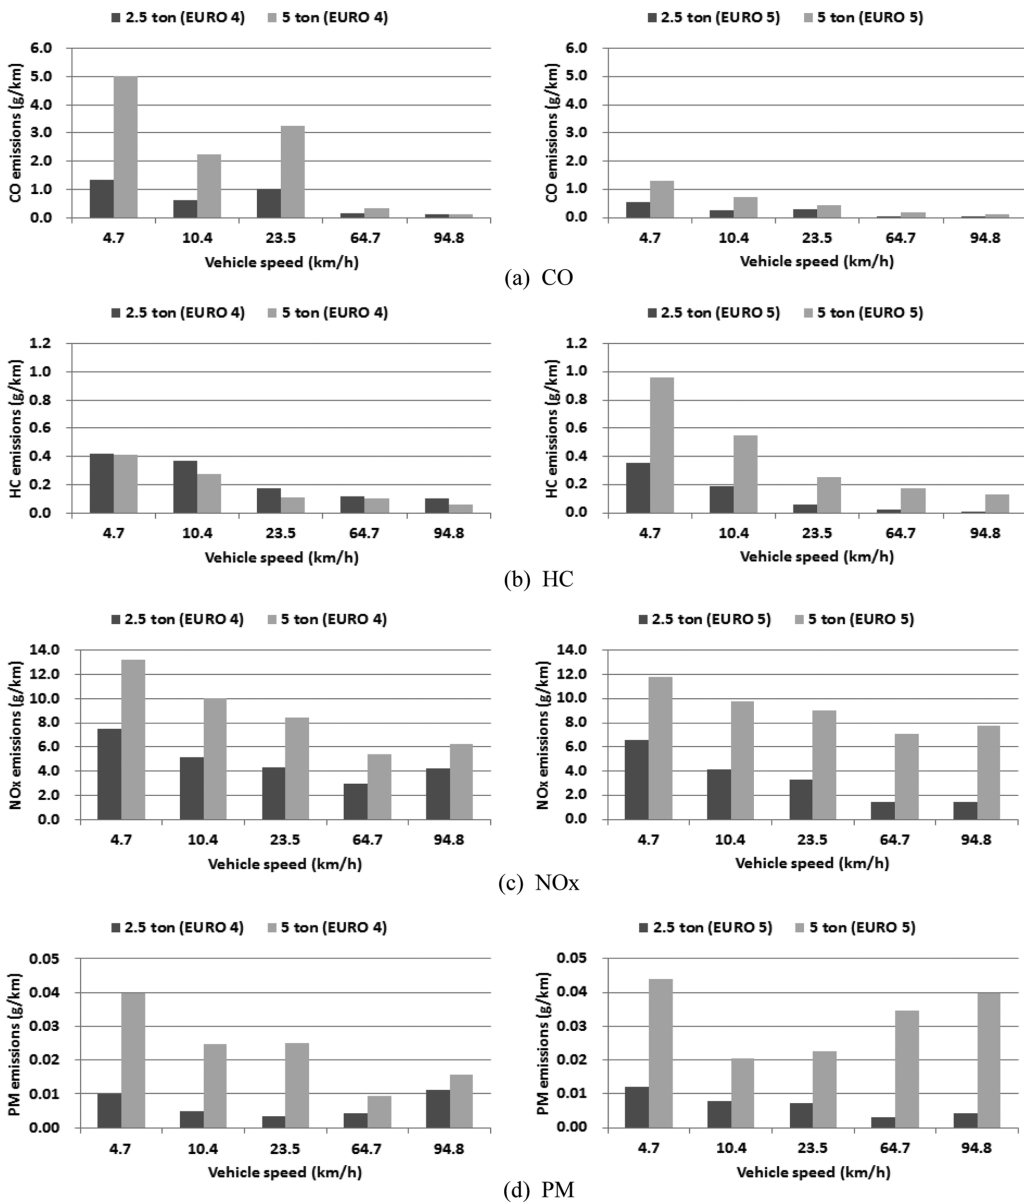 2.5 ton (EURO 4) 5 ton (EURO 4)
CO emissions (g/km)
6.0
5.0
4.0
3.0
2.0
1.0
0.0
4.7 10.4 23.5 64.7 94.8
Vehicle speed (km/h)
2.5 ton (EURO 5) 5 ton (EURO 5)
CO emissions (g/km)
6.0
5.0
4.0
3.0
2.0
1.0
0.0
4.7 10.4 23.5 64.7 94.8
Vehicle speed (km/h)
(a) CO
2.5 ton (EURO 4) 5 ton (EURO 4)
HC emissions (g/km)
1.2
1.0
0.8
0.6
0.4
0.2
0.0
4.7 10.4 23.5 64.7 94.8
Vehicle speed (km/h)
2.5 ton (EURO 5) 5 ton (EURO 5)
HC emissions (g/km)
1.2
1.0
0.8
0.6
0.4
0.2
0.0
4.7 10.4 23.5 64.7 94.8
Vehicle speed (km/h)
(b) HC
2.5 ton (EURO 4) 5 ton (EURO 4)
NOx emissions (g/km)
14.0
12.0
10.0
8.0
6.0
4.0
2.0
0.0
4.7 10.4 23.5 64.7 94.8
Vehicle speed (km/h)
2.5 ton (EURO 5) 5 ton (EURO 5)
NOx emissions (g/km)
14.0
12.0
10.0
8.0
6.0
4.0
2.0
0.0
4.7 10.4 23.5 64.7 94.8
Vehicle speed (km/h)
(c) NOx
2.5 ton (EURO 4) 5 ton (EURO 4)
PM emissions (g/km)
0.05
0.04
0.03
0.02
0.01
0.00
4.7 10.4 23.5 64.7 94.8
Vehicle speed (km/h)
2.5 ton (EURO 5) 5 ton (EURO 5)
PM emissions (g/km)
0.05
0.04
0.03
0.02
0.01
0.00
4.7 10.4 23.5 64.7 94.8
Vehicle speed (km/h)
(d) PM